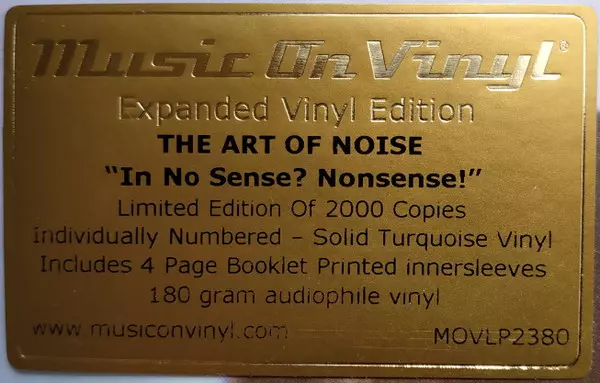 Music On Vinyl®
Expanded Vinyl Edition
THE ART OF NOISE
“In No Sense? Nonsense!”
Limited Edition Of 2000 Copies
Individually Numbered – Solid Turquoise Vinyl
Includes 4 Page Booklet Printed innersleeves
180 gram audiophile vinyl
www.musiconvinyl.com MOVLP2380